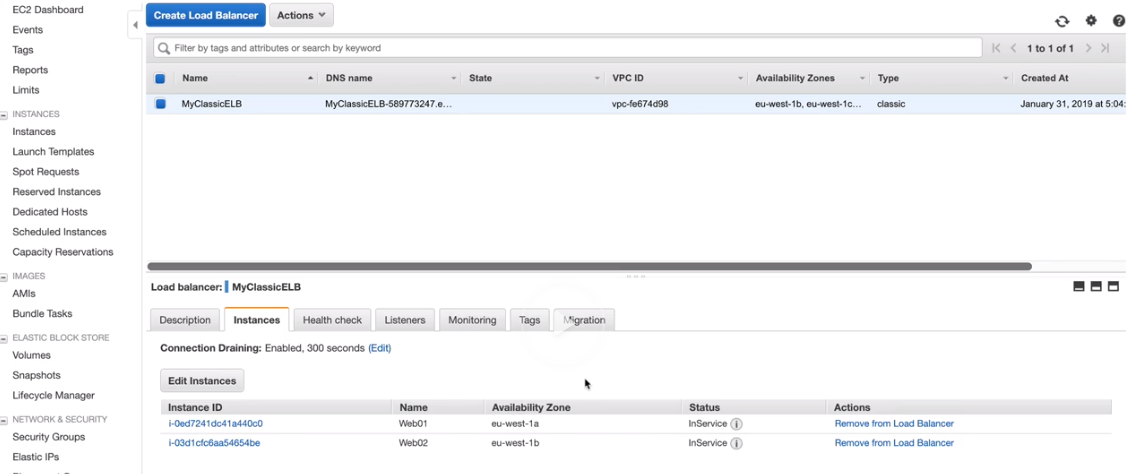 EC2 Dashboard
Events
Tags
Reports
Limits
INSTANCES
Instances
Launch Templates
Spot Requests
Reserved Instances
Dedicated Hosts
Scheduled Instances
Capacity Reservations
IMAGES
AMIs
Bundle Tasks
ELASTIC BLOCK STORE
Volumes
Snapshots
Lifecycle Manager
NETWORK & SECURITY
Security Groups
Elastic IPs
Create Load Balancer Actions
Filter by tags and attributes or search by keyword
1 to 1 of 1
Name DNS name State VPC ID Availability Zones Type Created At
MyClassicELB MyClassicELB-589773247.e... vpc-fe674d98 eu-west-1b, eu-west-1c... classic January 31, 2019 at 5:04:
Load balancer: MyClassicELB
Description Instances Health check Listeners Monitoring Tags Migration
Connection Draining: Enabled, 300 seconds (Edit)
Edit Instances
Instance ID Name Availability Zone Status Actions
i-0ed7241dc41a440c0 Web01 eu-west-1a InService Remove from Load Balancer
i-03d1cfc6aa54654be Web02 eu-west-1b InService Remove from Load Balancer